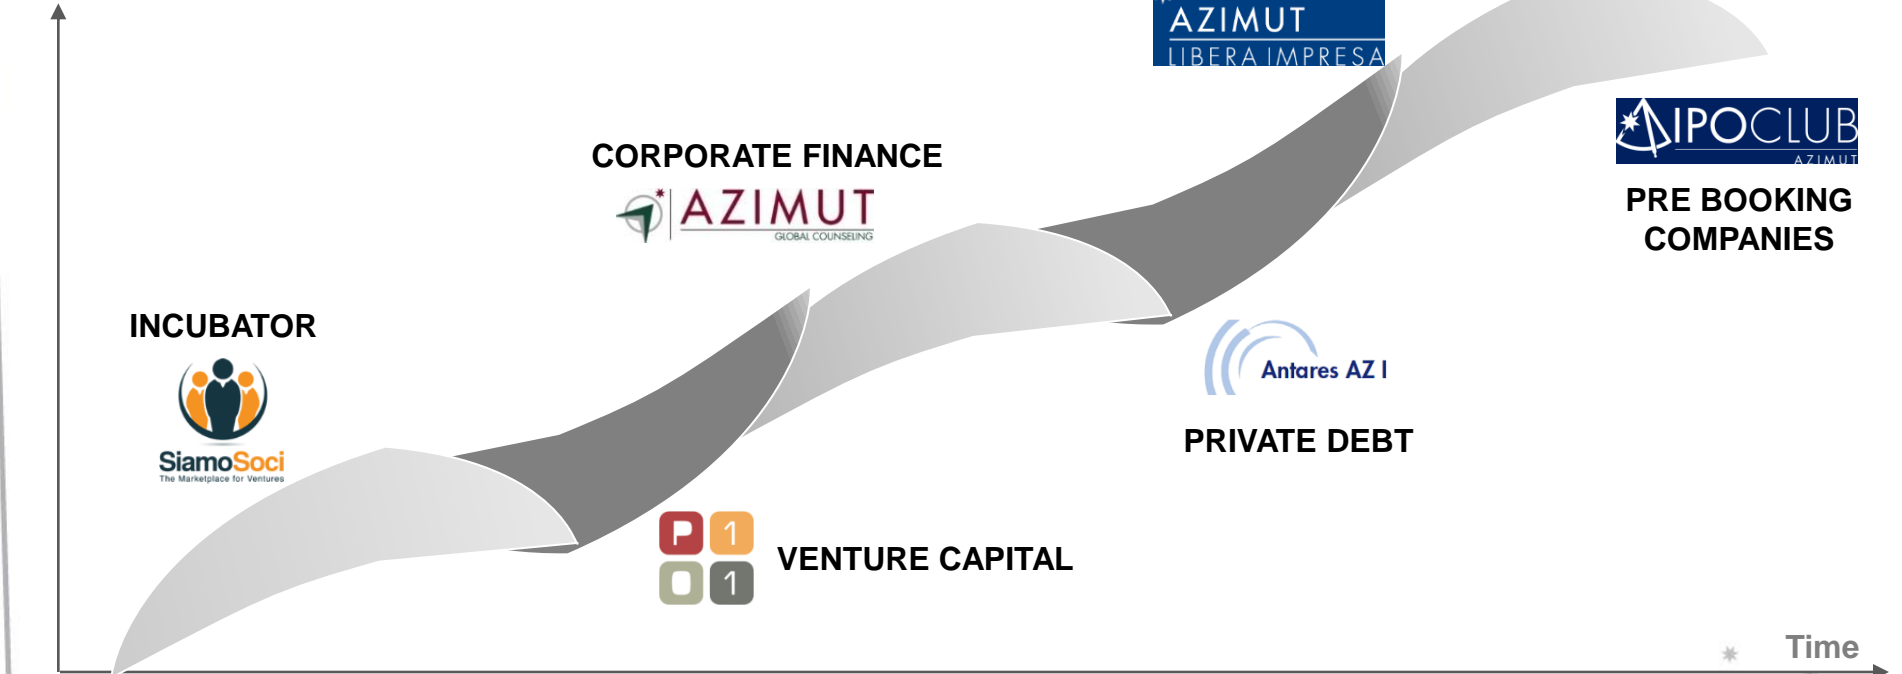 AZIMUT
LIBERA IMPRESA
IPOCLUB
AZIMUT
PRE BOOKING
COMPANIES
CORPORATE FINANCE
AZIMUT
GLOBAL COUNSELING
INCUBATOR
SiamoSoci
The Marketplace for Ventures
Antares AZ I
PRIVATE DEBT
P 1
0 1
VENTURE CAPITAL
Time